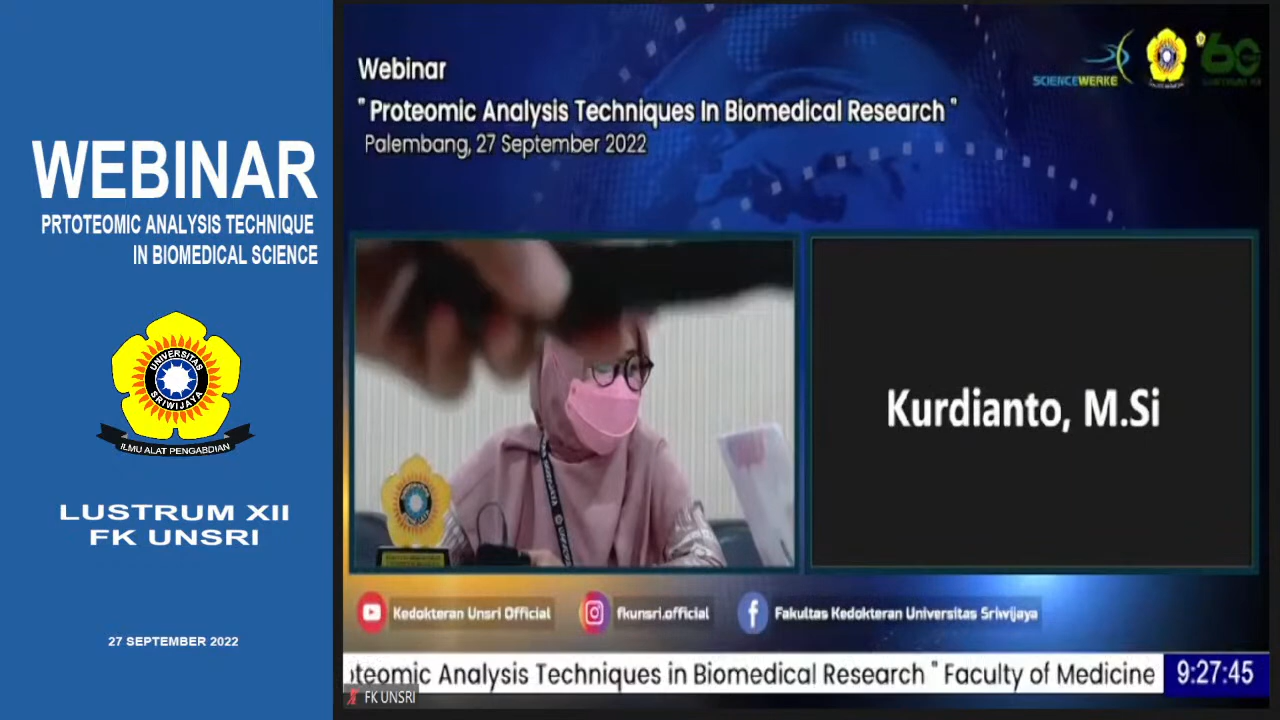 WEBINAR
PRTOTEOMIC ANALYSIS TECHNIQUE
IN BIOMEDICAL SCIENCE
UNIVERSITAS
SRIWIJAYA
ILMU ALAT PENGABDIAN
LUSTRUM XII
FK UNSRI
27 SEPTEMBER 2022
Webinar
" Proteomic Analysis Techniques In Biomedical Research "
Palembang, 27 September 2022
SCIENCEWERKE
60
Kurdianto, M.Si
Kedokteran Unsri Official
fkunsri.official
Fakultas Kedokteran Universitas Sriwijaya
oteomic Analysis Techniques in Biomedical Research " Faculty of Medicine
9:27:45
FK UNSRI